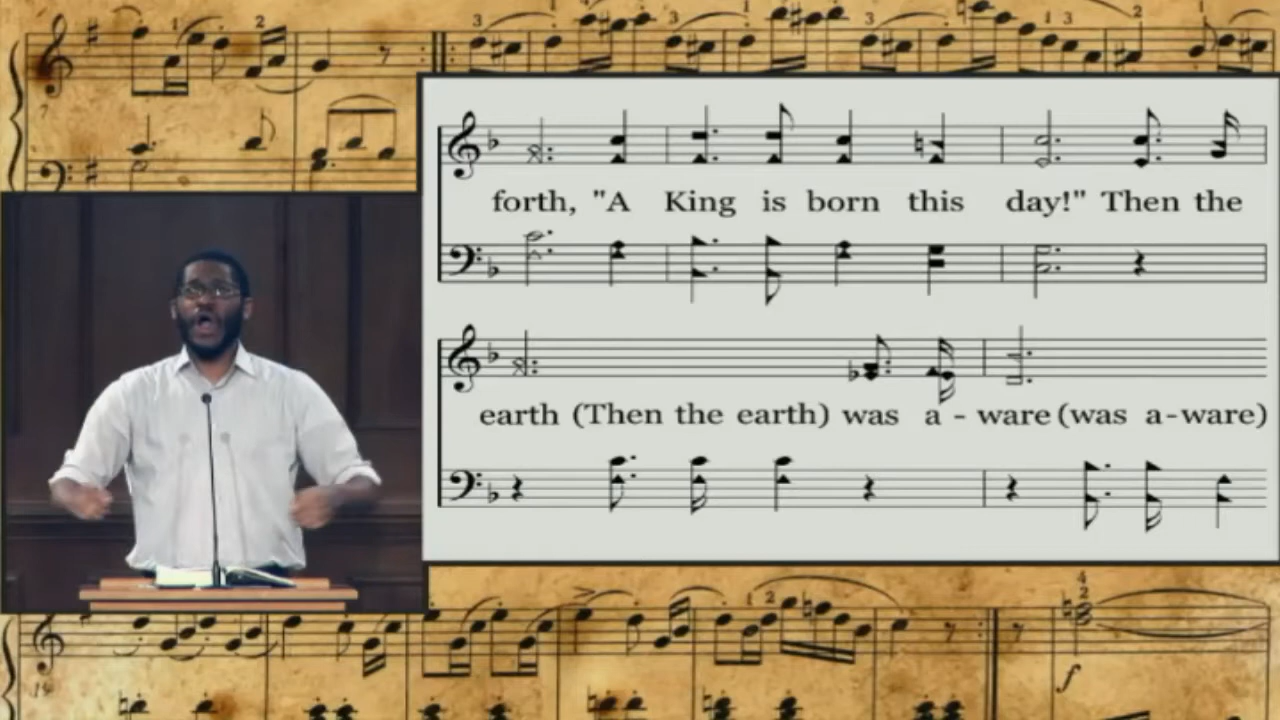 forth, "A King is born this day!" Then the
earth (Then the earth) was a - ware (was a-ware)